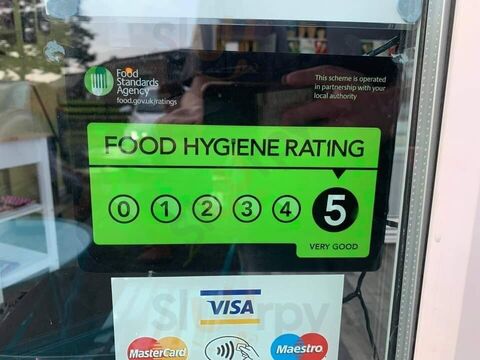 Food
Standards
Agency
food.gov.uk/ratings
This scheme is operated
in partnership with your
local authority
FOOD HYGIENE RATING
0 1 2 3 4 5
VERY GOOD
VISA
MasterCard
Maestro